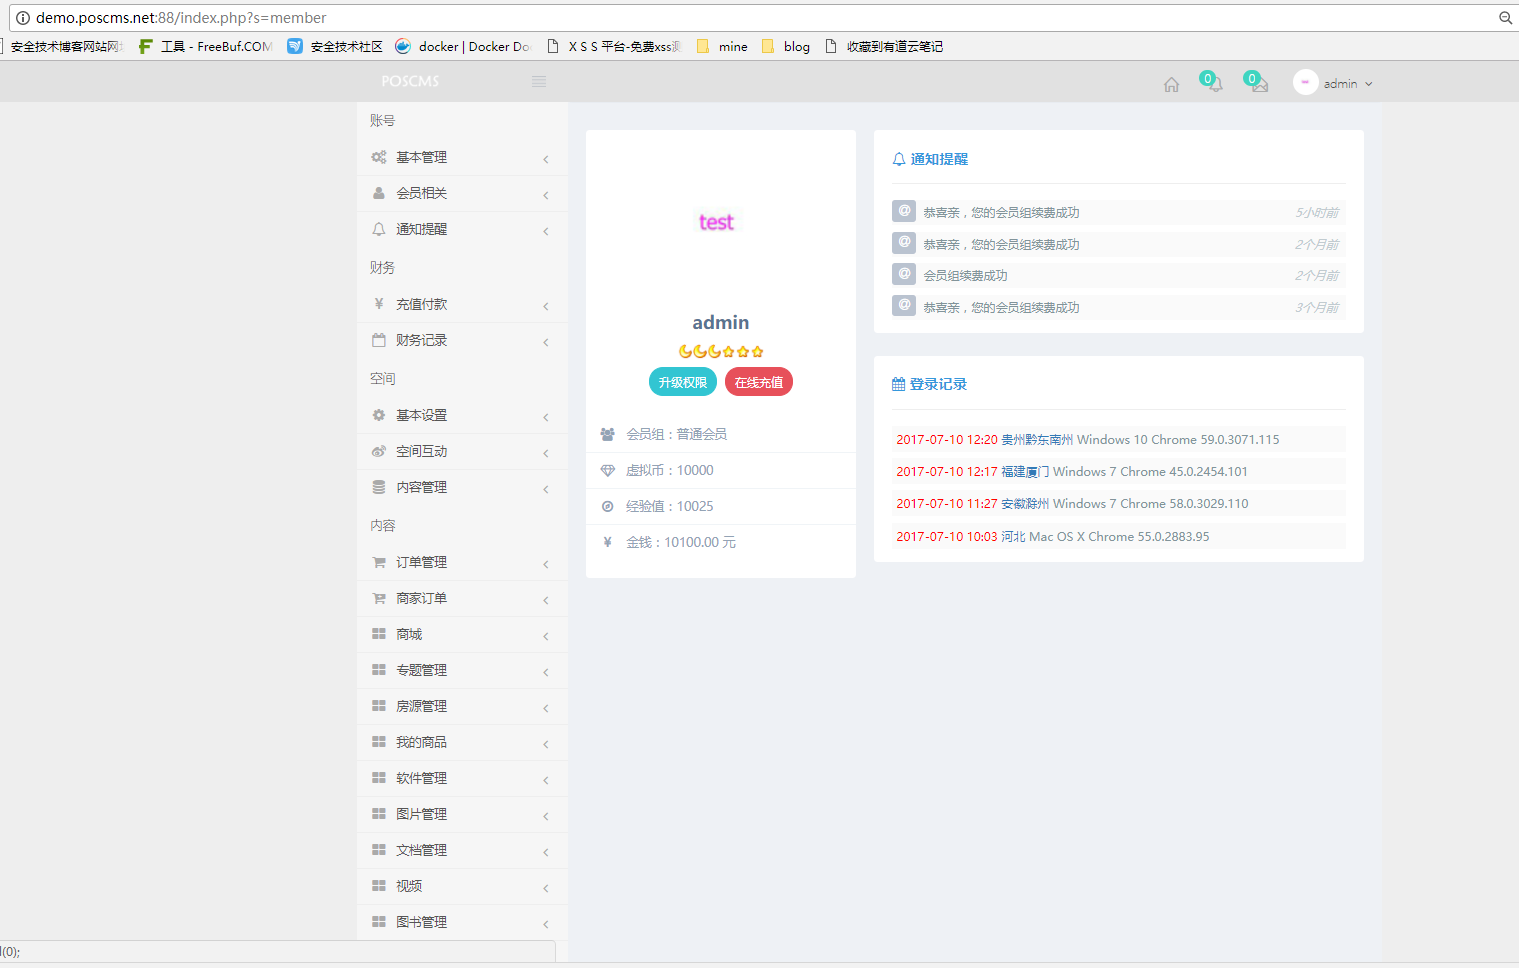 demo.poscms.net:88/index.php?s=member
安全技术博客网站网
工具 - FreeBuf.COM
安全技术社区
docker | Docker Do
X S S 平台-免费xss测
mine
blog
收藏到有道云笔记
POSCMS
0
0
admin
账号
基本管理
会员相关
通知提醒
财务
充值付款
财务记录
空间
基本设置
空间互动
内容管理
内容
订单管理
商家订单
商城
专题管理
房源管理
我的商品
软件管理
图片管理
文档管理
视频
图书管理
test
admin
升级权限 在线充值
会员组：普通会员
虚拟币：10000
经验值：10025
金钱：10100.00 元
通知提醒
恭喜亲，您的会员组续费成功 5小时前
恭喜亲，您的会员组续费成功 2个月前
会员组续费成功 2个月前
恭喜亲，您的会员组续费成功 3个月前
登录记录
2017-07-10 12:20 贵州黔东南州 Windows 10 Chrome 59.0.3071.115
2017-07-10 12:17 福建厦门 Windows 7 Chrome 45.0.2454.101
2017-07-10 11:27 安徽滁州 Windows 7 Chrome 58.0.3029.110
2017-07-10 10:03 河北 Mac OS X Chrome 55.0.2883.95
(0);